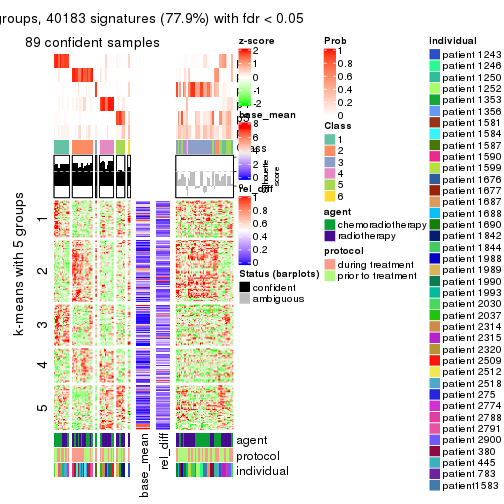 groups, 40183 signatures (77.9%) with fdr < 0.05
89 confident samples
k-means with 5 groups
1
2
3
4
5
agent
protocol
individual
base_mean
rel_diff
z-score
2
1
0
-1
-2
base_mean
8
6
4
2
0
rel_diff
1
0.8
0.6
0.4
0.2
0
Status (barplots)
confident
ambiguous
silhouette
score
Prob
1
0.8
0.6
0.4
0.2
0
Class
1
2
3
4
5
6
agent
chemoradiotherapy
radiotherapy
protocol
during treatment
prior to treatment
individual
patient 1243
patient 1246
patient 1250
patient 1252
patient 1353
patient 1356
patient 1581
patient 1584
patient 1587
patient 1590
patient 1599
patient 1676
patient 1677
patient 1687
patient 1688
patient 1690
patient 1842
patient 1844
patient 1988
patient 1989
patient 1990
patient 1993
patient 2030
patient 2037
patient 2314
patient 2315
patient 2320
patient 2509
patient 2512
patient 2518
patient 275
patient 2774
patient 2788
patient 2791
patient 2900
patient 380
patient 445
patient 783
patient1583